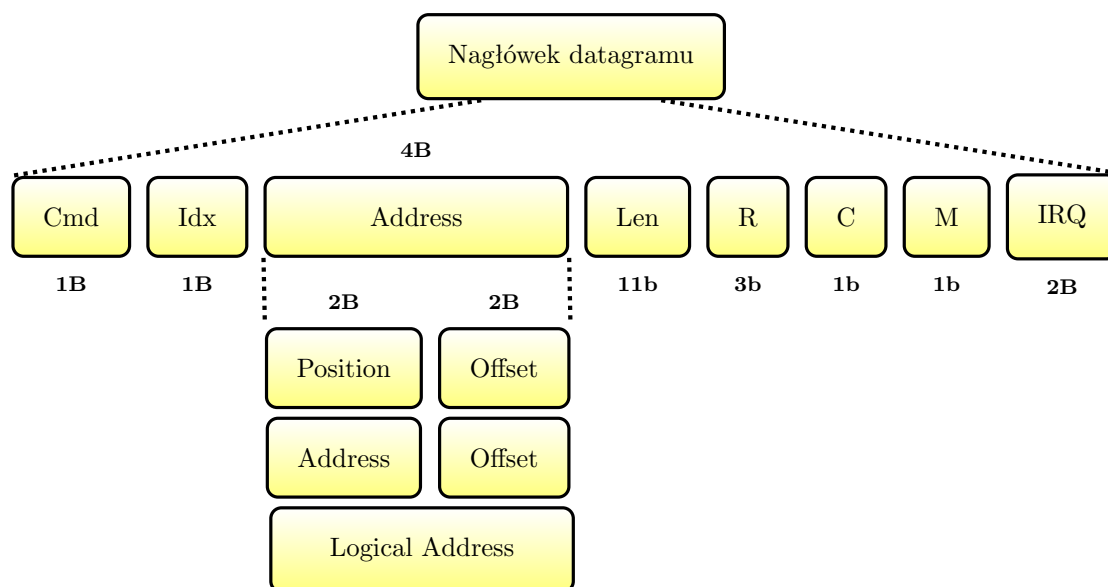 Nagłówek datagramu
4B
Cmd Idx Address Len R C M IRQ
1B 1B 11b 3b 1b 1b 2B
2B 2B
Position Offset
Address Offset
Logical Address